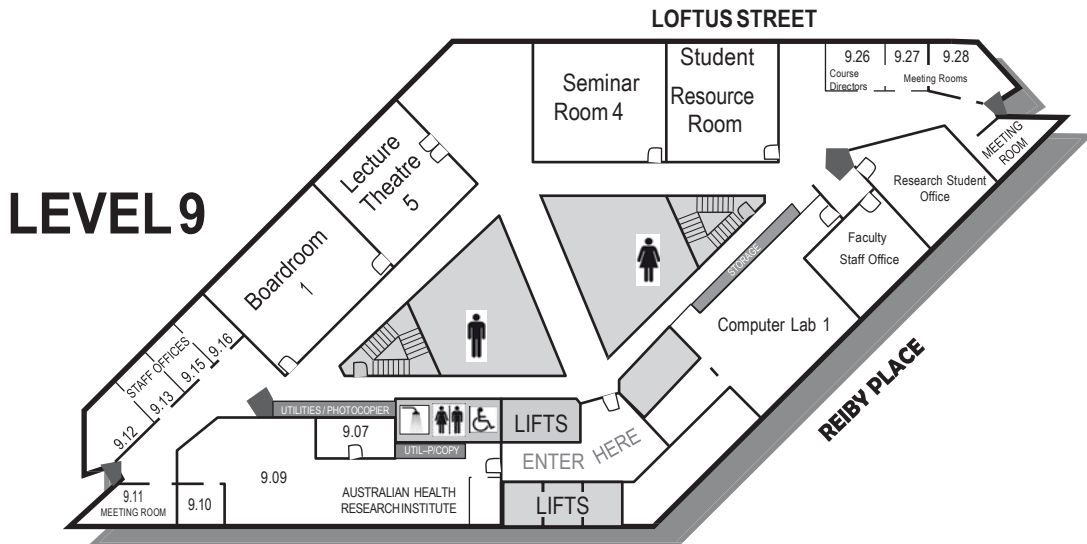 LOFTUS STREET
LEVEL 9
Seminar
Room 4
Student
Resource
Room
9.26
9.27
9.28
Course
Directors
Meeting Rooms
MEETING
ROOM
Research Student
Office
Faculty
Staff Office
Lecture
Theatre
5
Boardroom
1
STORAGE
Computer Lab 1
REIBY PLACE
STAFF OFFICES
9.16
9.15
9.13
9.12
UTILITIES / PHOTOCOPIER
9.07
UTIL–P/COPY
LIFTS
ENTER HERE
9.09
9.11
MEETING ROOM
9.10
AUSTRALIAN HEALTH
RESEARCH INSTITUTE
LIFTS